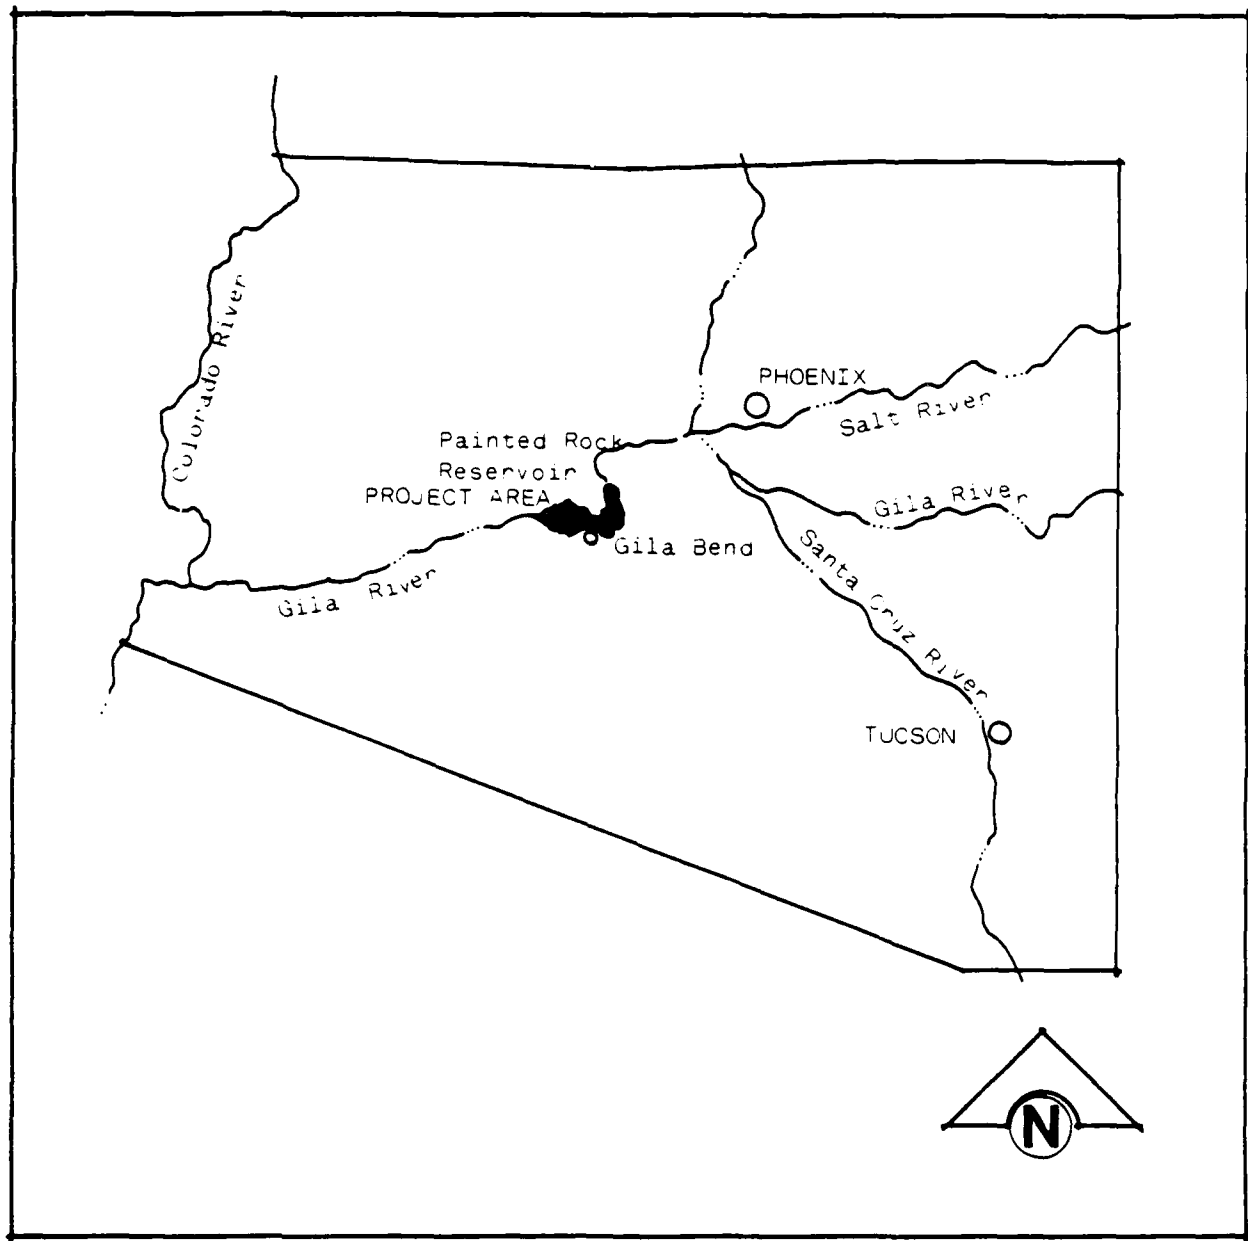 Colorado River
PHOENIX
Salt River
Painted Rock
Reservoir
PROJECT AREA
Gila River
Gila Bend
Santa Cruz River
Gila River
TUCSON
N